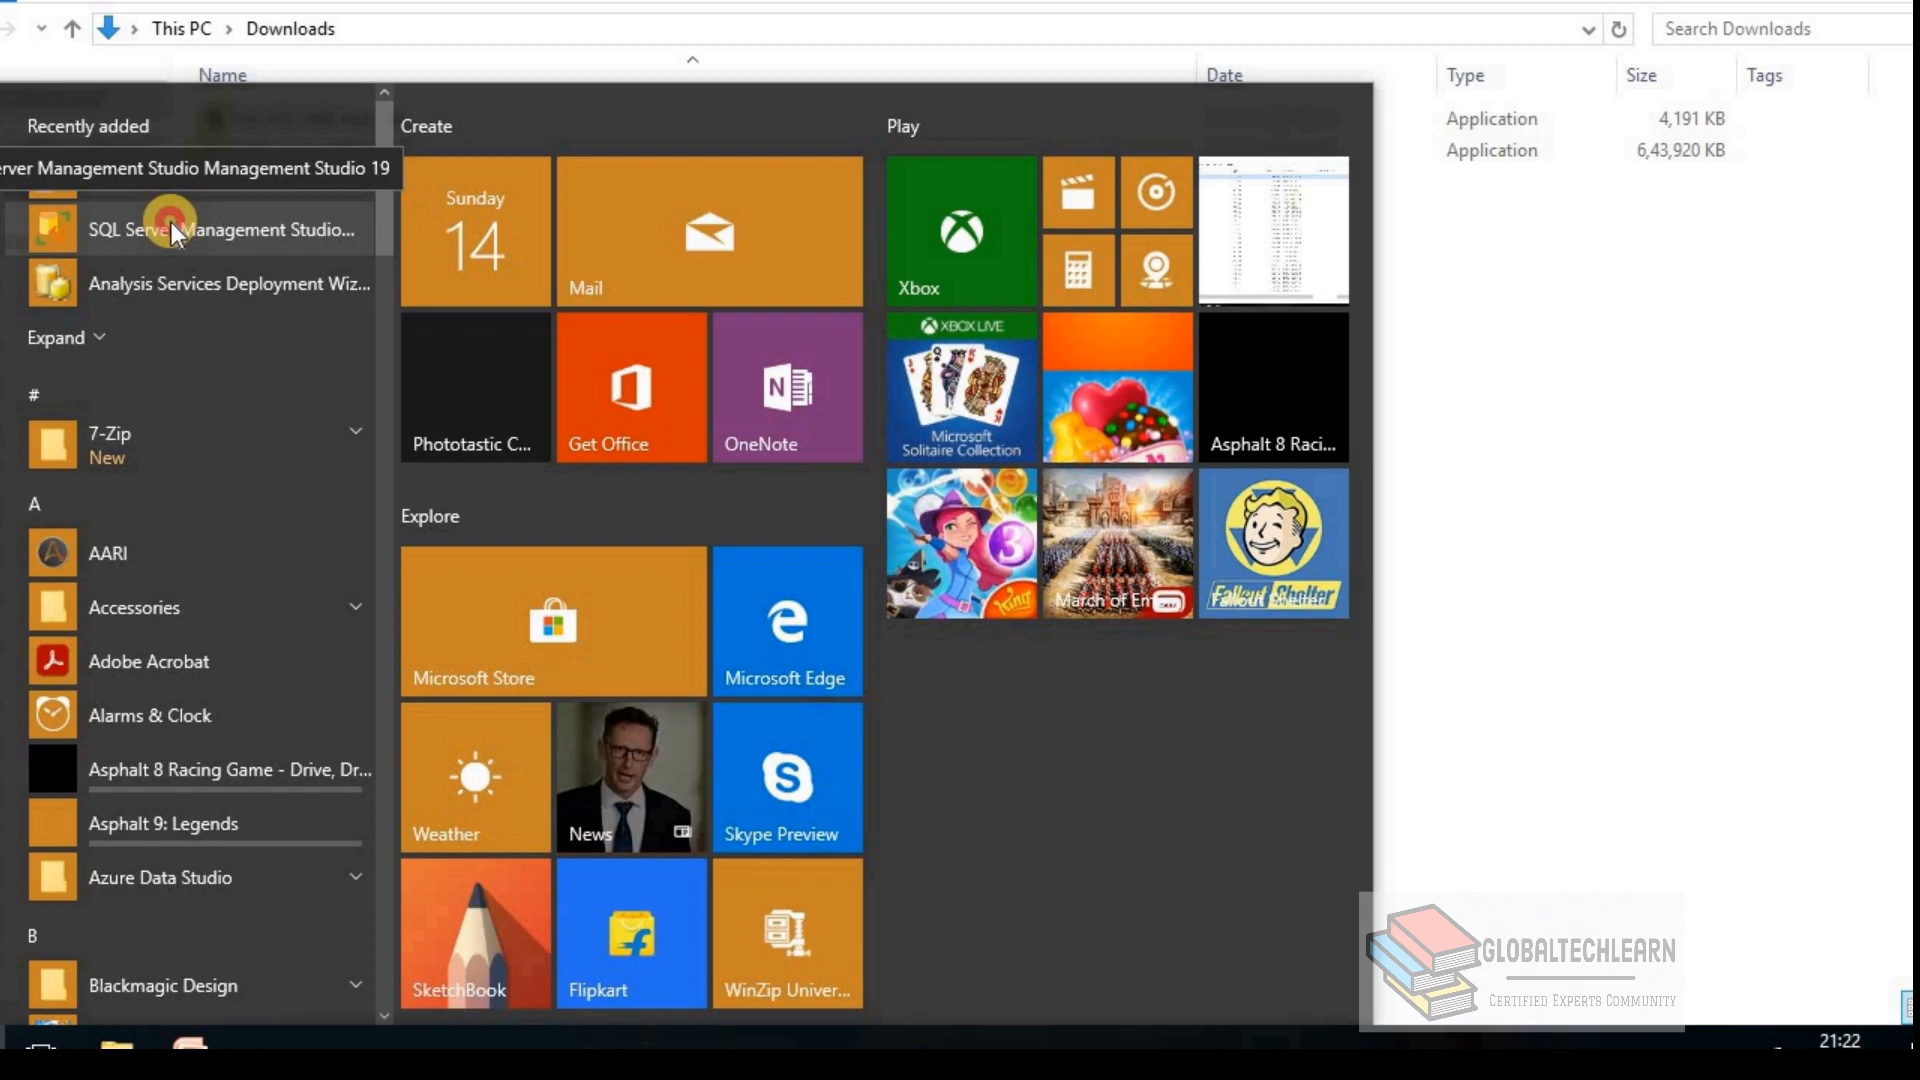 This PC > Downloads
Search Downloads
Name
Date
Type
Size
Tags
Application
4,191 KB
Application
6,43,920 KB
Recently added
erver Management Studio Management Studio 19
SQL Server Management Studio...
Analysis Services Deployment Wiz...
Expand
#
7-Zip
New
A
AARI
Accessories
Adobe Acrobat
Alarms & Clock
Asphalt 8 Racing Game - Drive, Dr...
Asphalt 9: Legends
Azure Data Studio
B
Blackmagic Design
Create
Sunday
14
Mail
Phototastic C...
Get Office
N
OneNote
Explore
Microsoft Store
Microsoft Edge
Weather
News
S
Skype Preview
SketchBook
Flipkart
WinZip Univer...
Play
Xbox
XBOX LIVE
Microsoft
Solitaire Collection
Asphalt 8 Raci...
3
King
March of Em
Fallout Shelter
GLOBALTECHLEARN
CERTIFIED EXPERTS COMMUNITY
21:22